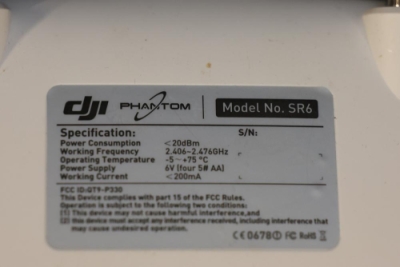 dji PHANTOM Model No. SR6
Specification: S/N:
Power Consumption <20dBm
Working Frequency 2.406~2.476GHz
Operating Temperature -5~+75 °C
Power Supply 6V (four 5# AA)
Working Current <200mA
FCC ID:QT9-P330
This Device complies with part 15 of the FCC Rules.
Operation is subject to the following two conditions:
(1) This device may not cause harmful interference,and
(2) This device must accept any interference received, including interference that
may cause undesired operation.
CE0678 FC RoHS